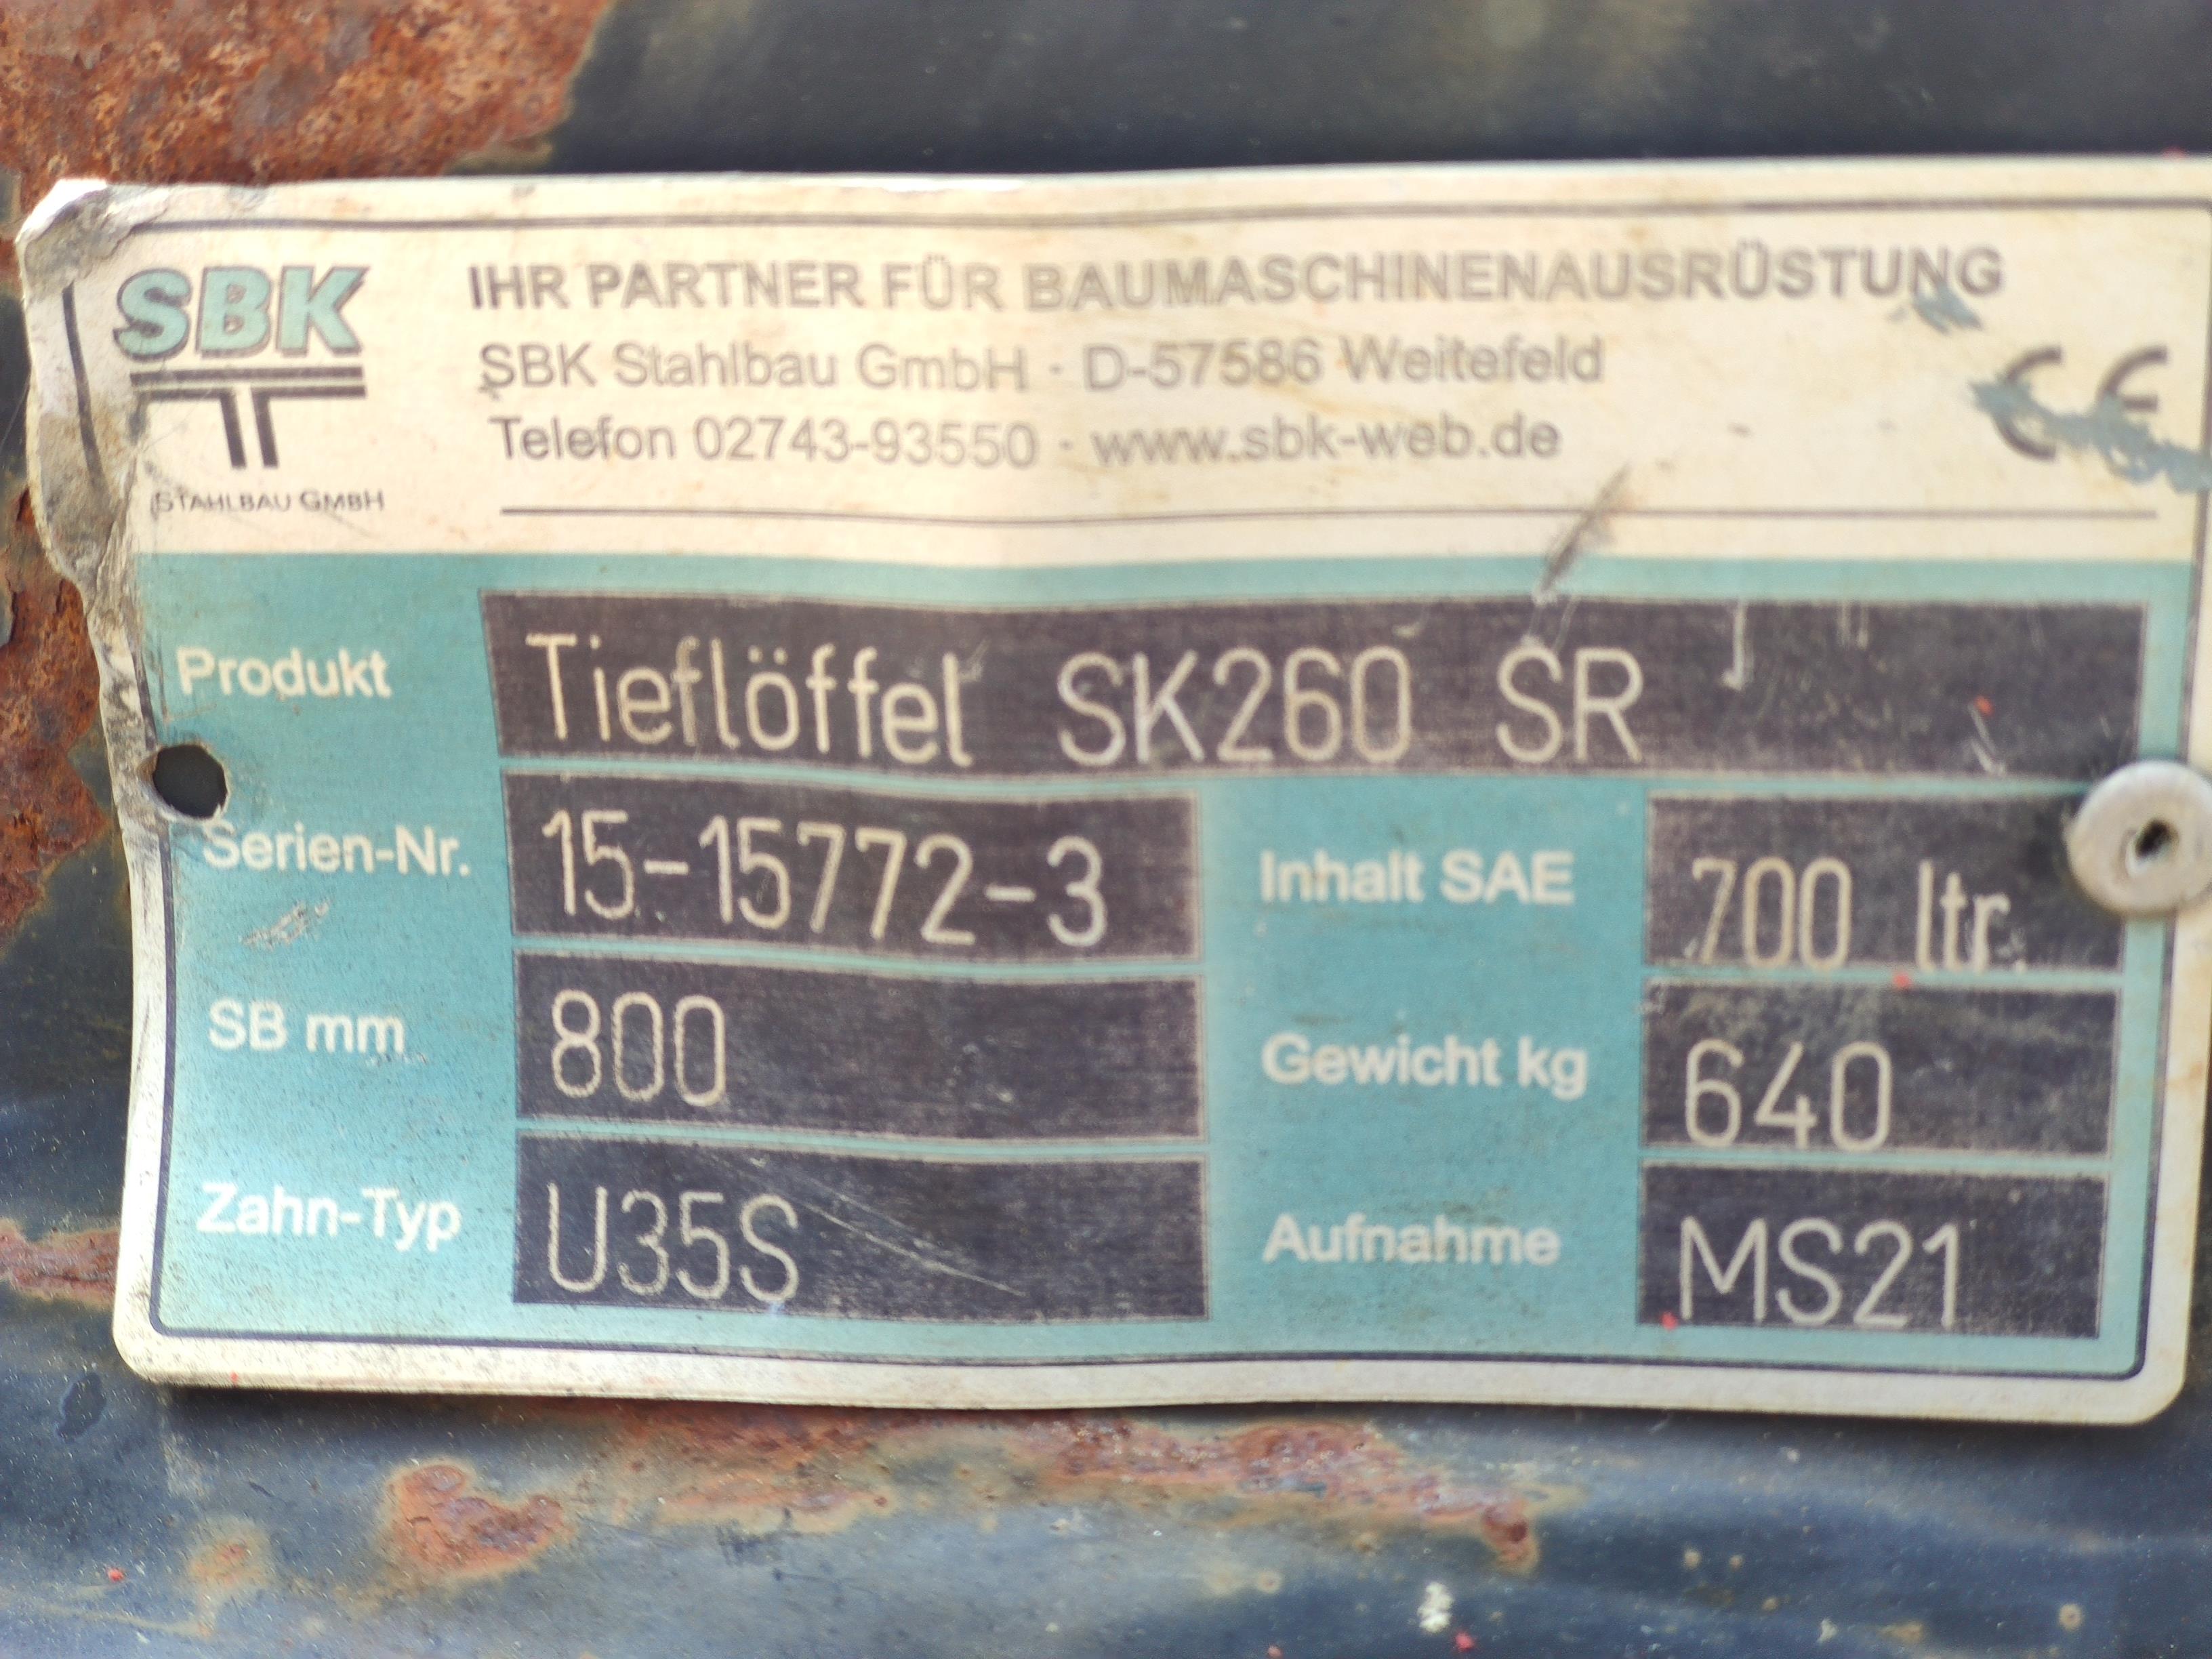 SBK
STAHLBAU GMBH
IHR PARTNER FÜR BAUMASCHINENAUSRÜSTUNG
SBK Stahlbau GmbH · D-57586 Weitefeld
Telefon 02743-93550 · www.sbk-web.de
CE
Produkt Tieflöffel SK260 SR
Serien-Nr. 15-15772-3 Inhalt SAE 700 ltr.
SB mm 800 Gewicht kg 640
Zahn-Typ U35S Aufnahme MS21